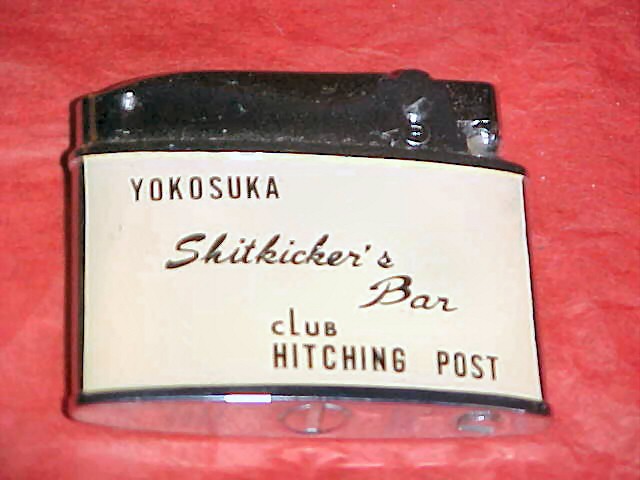 YOKOSUKA
Shitkicker's
Bar
cLUB
HITCHING POST